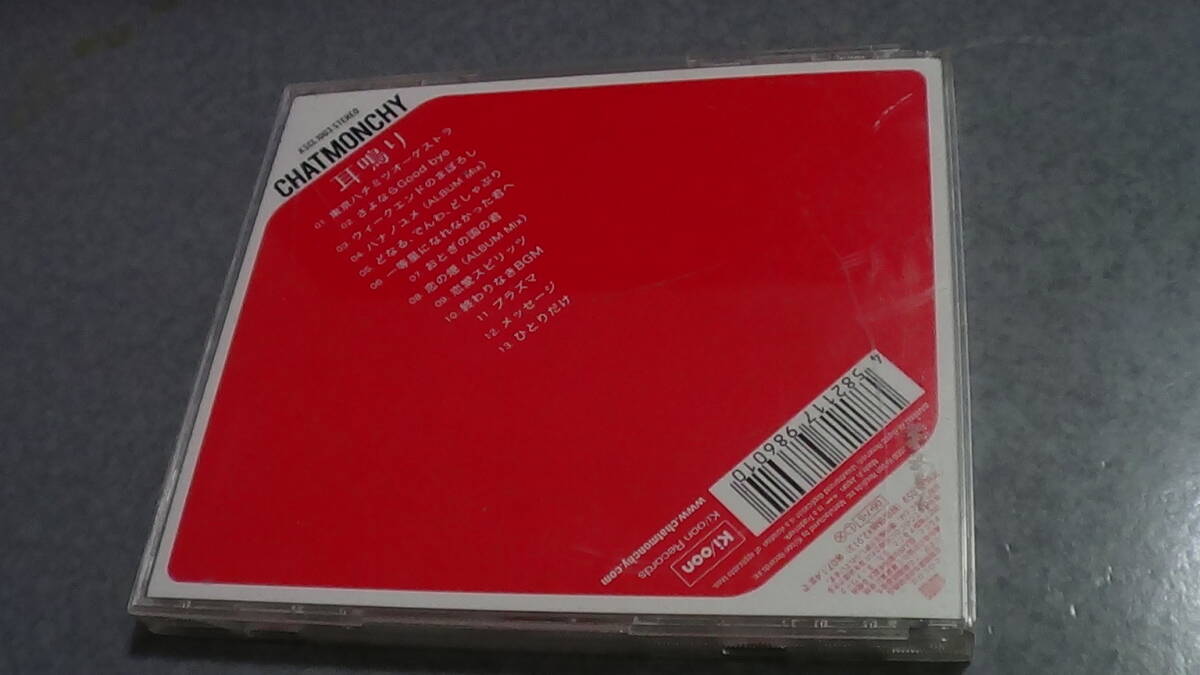 KSCL 1003 STEREO
CHATMONCHY
耳鳴り
01 東京ハチミツオーケストラ
02 さよならGood bye
03 ウィークエンドのまぼろし
04 ハナノユメ (ALBUM Mix)
05 どなる、でんわ、どしゃぶり
06 一等星になれなかった君へ
07 おとぎの国の君
08 恋の煙 (ALBUM Mix)
09 恋愛スピリッツ
10 終わりなきBGM
11 プラズマ
12 メッセージ
13 ひとりだけ
4 582117 986010
Ki/oon
Ki/oon Records
www.chatmonchy.com